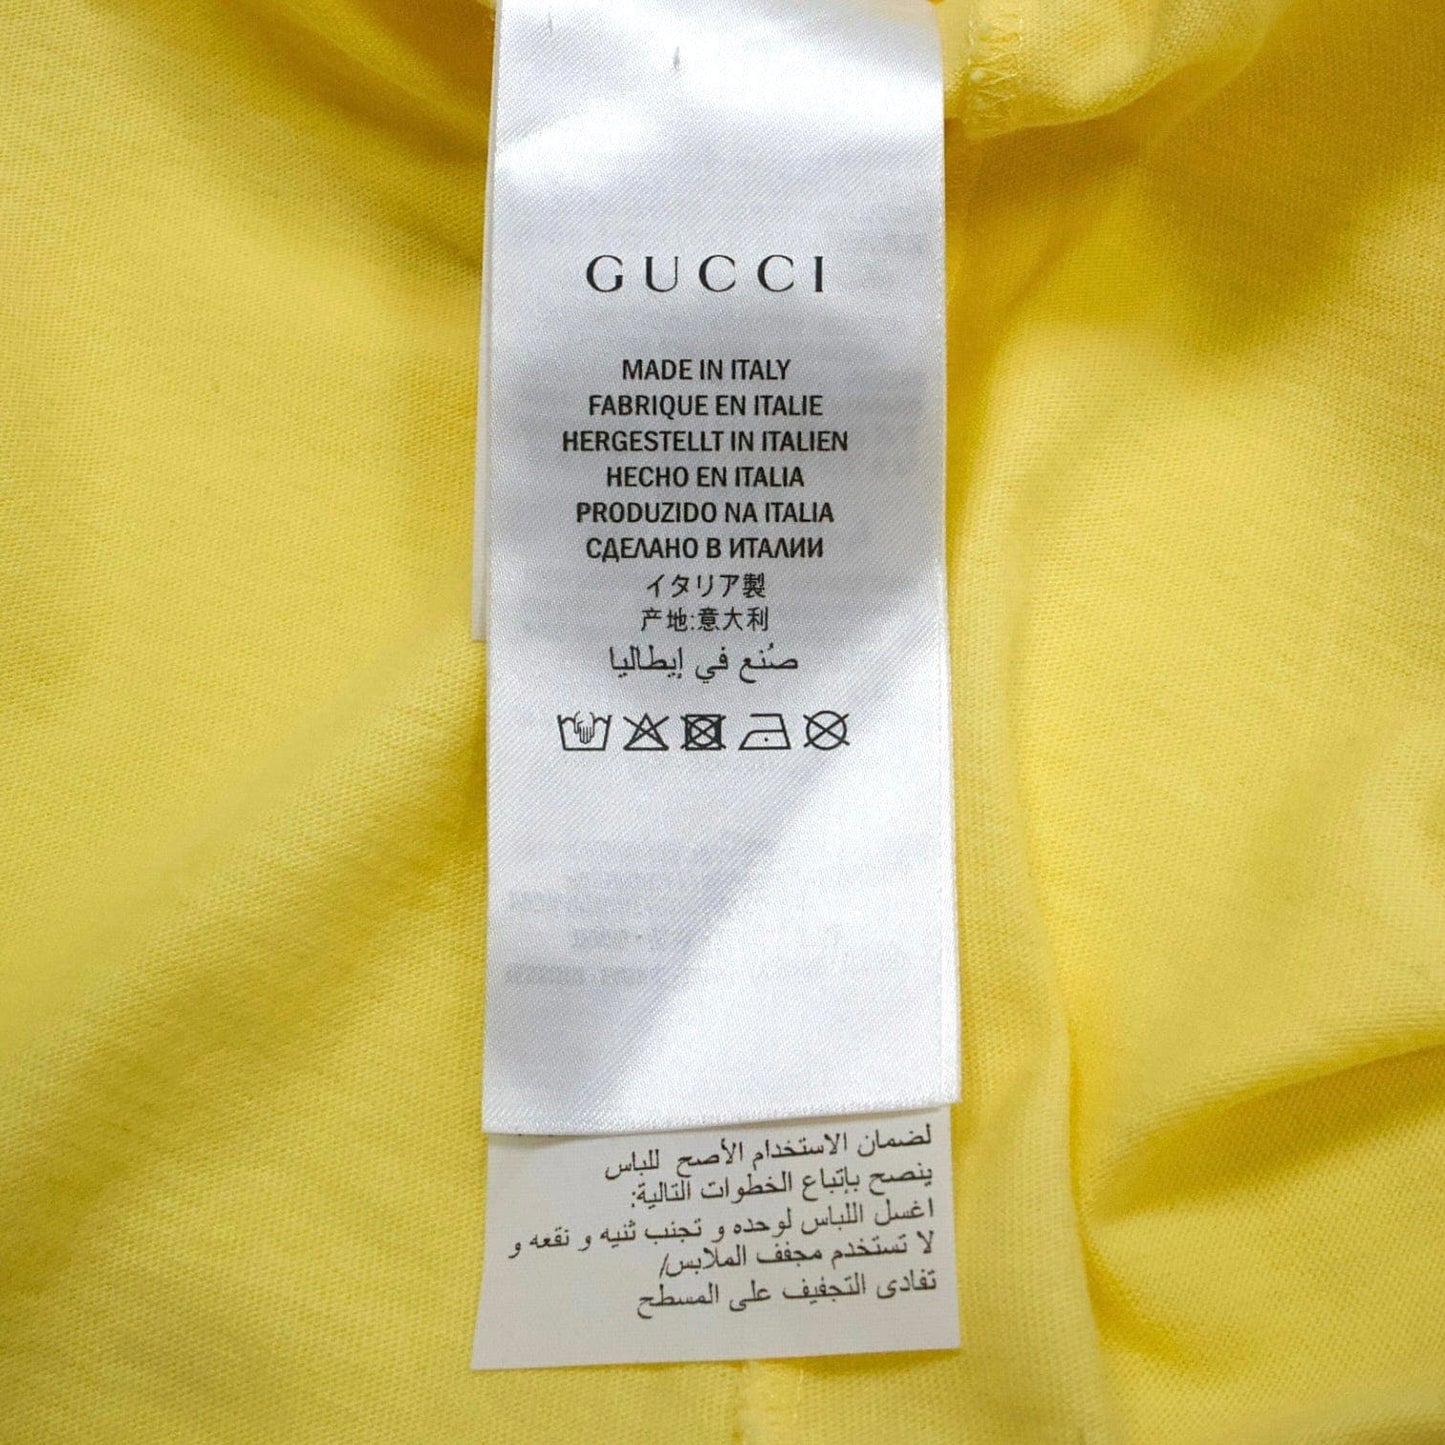 GUCCI
MADE IN ITALY
FABRIQUE EN ITALIE
HERGESTELLT IN ITALIEN
HECHO EN ITALIA
PRODUZIDO NA ITALIA
СДЕЛАНО В ИТАЛИИ
イタリア製
产地:意大利
صُنع في إيطاليا
لضمان الاستخدام الأصح للباس
ينصح بإتباع الخطوات التالية:
اغسل اللباس لوحده و تجنب ثنيه و نقعه و
لا تستخدم مجفف الملابس/
تفادى التجفيف على المسطح